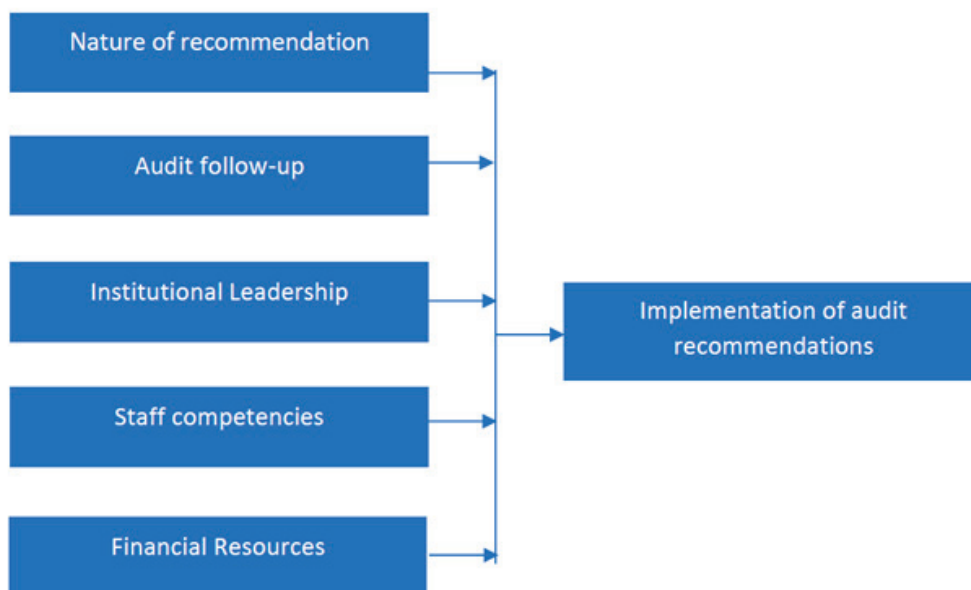 Nature of recommendation
Audit follow-up
Institutional Leadership
Staff competencies
Financial Resources
Implementation of audit
recommendations